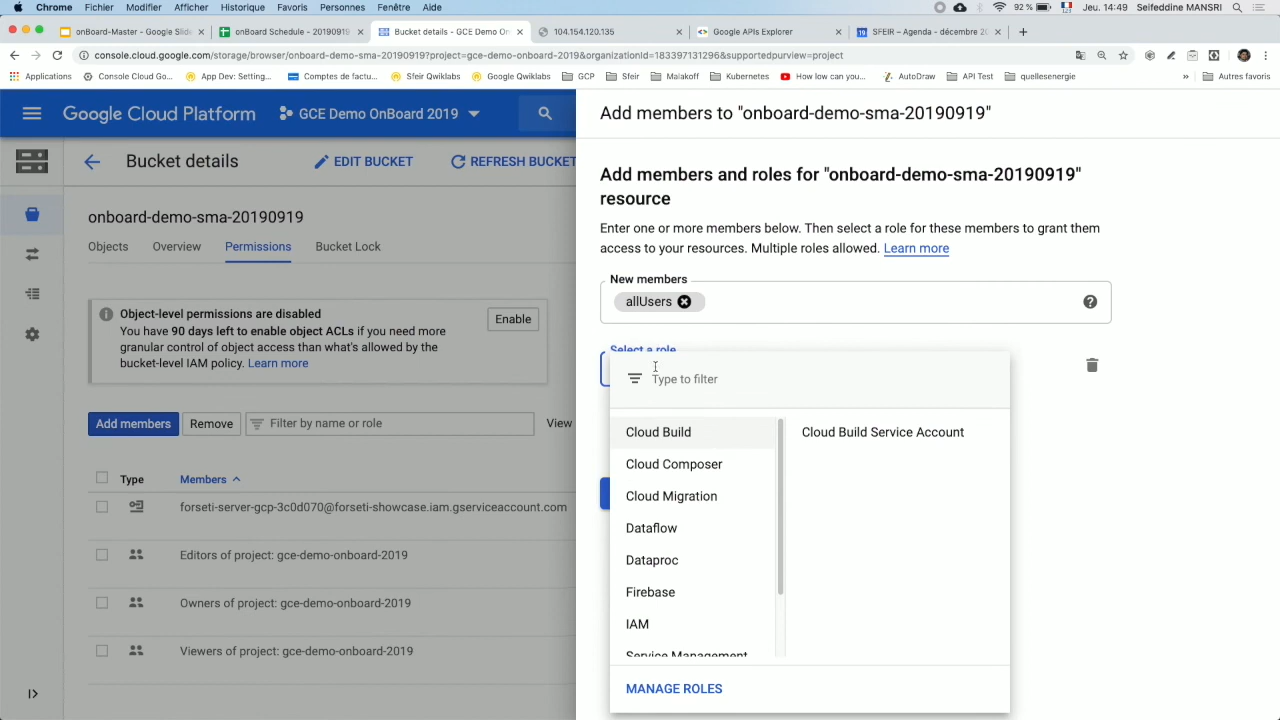 Chrome Fichier Modifier Afficher Historique Favoris Personnes Fenêtre Aide 92 % Jeu. 14:49 Seifeddine MANSRI
onBoard-Master - Google Slide
onBoard Schedule - 20190919
Bucket details - GCE Demo On
104.154.120.135
Google APIs Explorer
SFEIR – Agenda - décembre 20
console.cloud.google.com/storage/browser/onboard-demo-sma-20190919?project=gce-demo-onboard-2019&organizationId=183397131296&supportedpurview=project
Applications Console Cloud Go... App Dev: Setting... Comptes de factu... Sfeir Qwiklabs Google Qwiklabs GCP Sfeir Malakoff Kubernetes How low can you... AutoDraw API Test quellesenergie » Autres favoris
Google Cloud Platform GCE Demo OnBoard 2019
Bucket details EDIT BUCKET REFRESH BUCKET
onboard-demo-sma-20190919
Objects Overview Permissions Bucket Lock
Object-level permissions are disabled
You have 90 days left to enable object ACLs if you need more
granular control of object access than what's allowed by the
bucket-level IAM policy. Learn more
Enable
Add members Remove Filter by name or role View
Type Members
forseti-server-gcp-3c0d070@forseti-showcase.iam.gserviceaccount.com
Editors of project: gce-demo-onboard-2019
Owners of project: gce-demo-onboard-2019
Viewers of project: gce-demo-onboard-2019
Add members to "onboard-demo-sma-20190919"
Add members and roles for "onboard-demo-sma-20190919"
resource
Enter one or more members below. Then select a role for these members to grant them
access to your resources. Multiple roles allowed. Learn more
New members
allUsers
Select a role
Type to filter
Cloud Build
Cloud Composer
Cloud Migration
Dataflow
Dataproc
Firebase
IAM
Service Management
Cloud Build Service Account
MANAGE ROLES